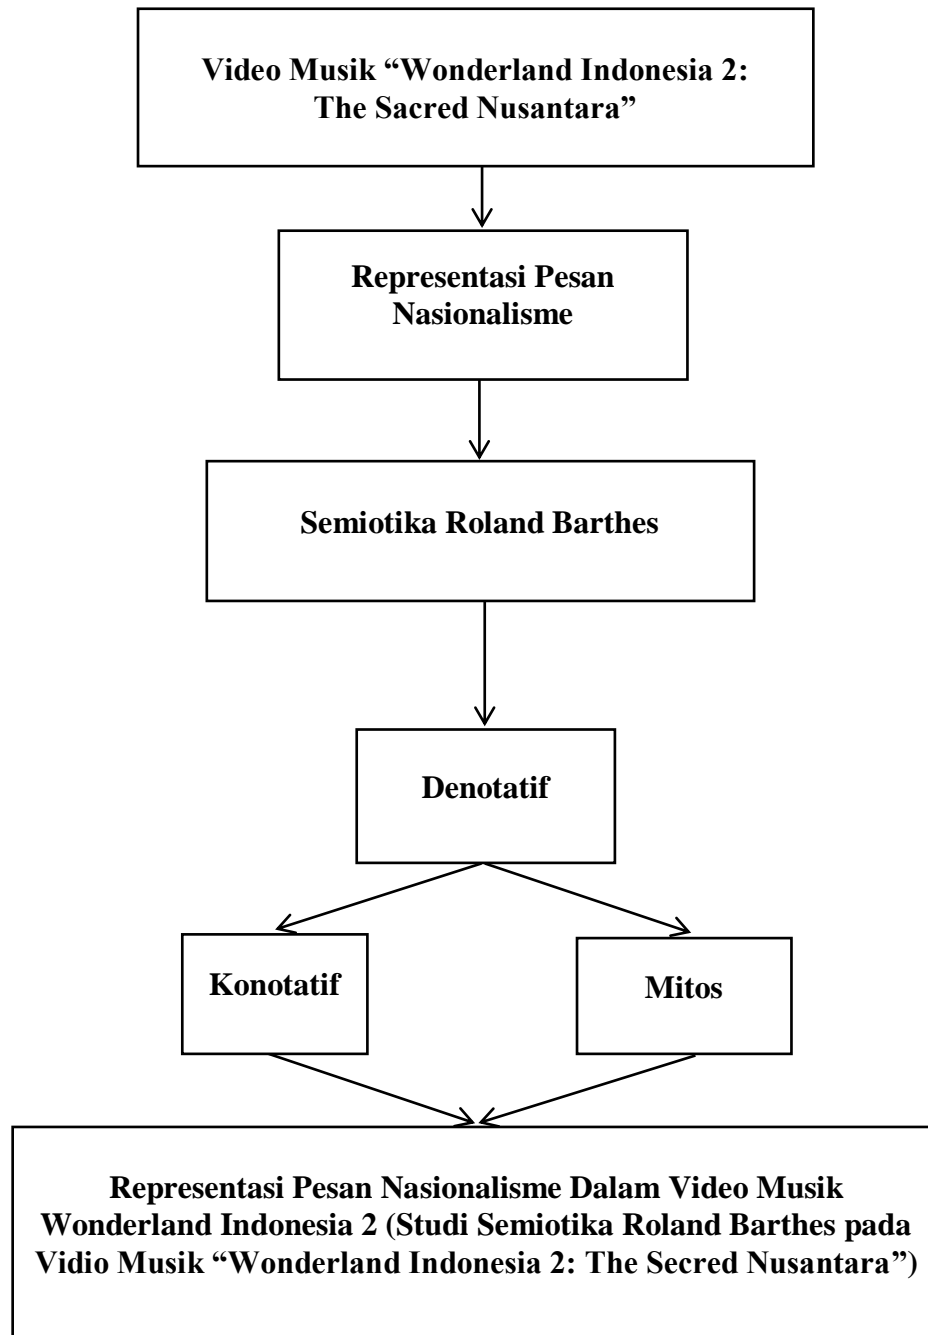 Video Musik “Wonderland Indonesia 2:
The Sacred Nusantara”
Representasi Pesan
Nasionalisme
Semiotika Roland Barthes
Denotatif
Konotatif
Mitos
Representasi Pesan Nasionalisme Dalam Video Musik
Wonderland Indonesia 2 (Studi Semiotika Roland Barthes pada
Vidio Musik “Wonderland Indonesia 2: The Secred Nusantara”)